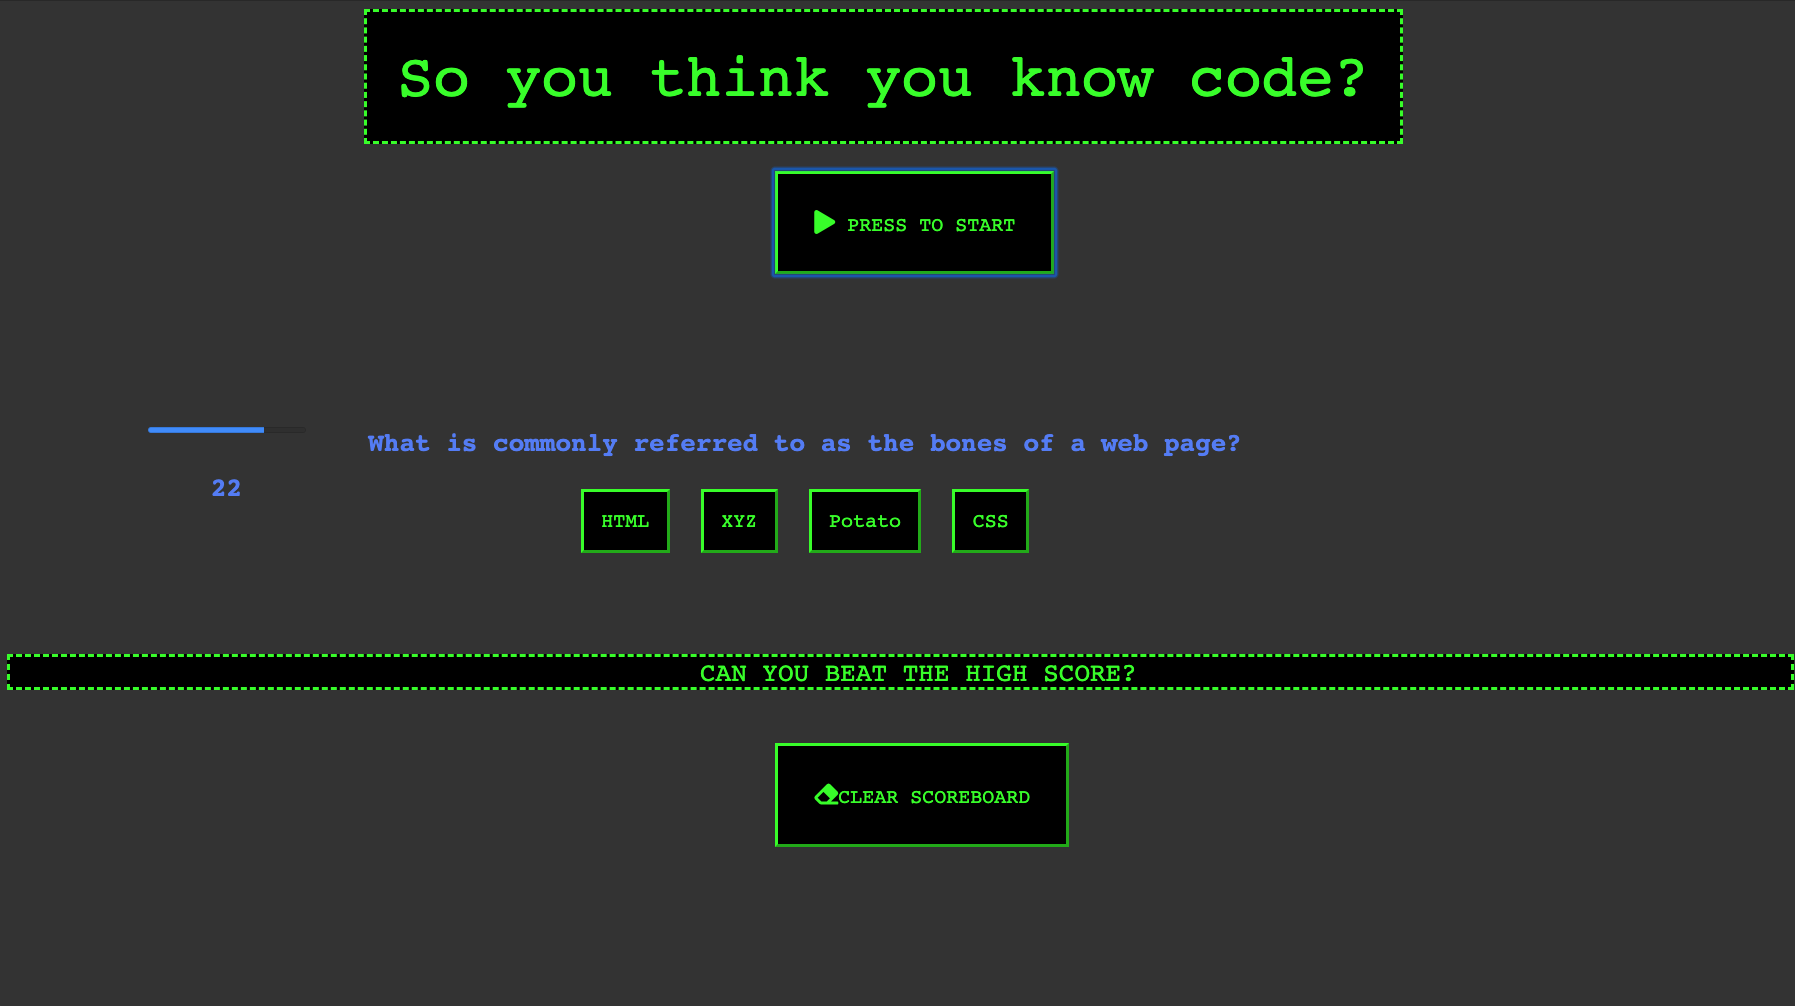 So you think you know code?
PRESS TO START
What is commonly referred to as the bones of a web page?
22
HTML XYZ Potato CSS
CAN YOU BEAT THE HIGH SCORE?
CLEAR SCOREBOARD